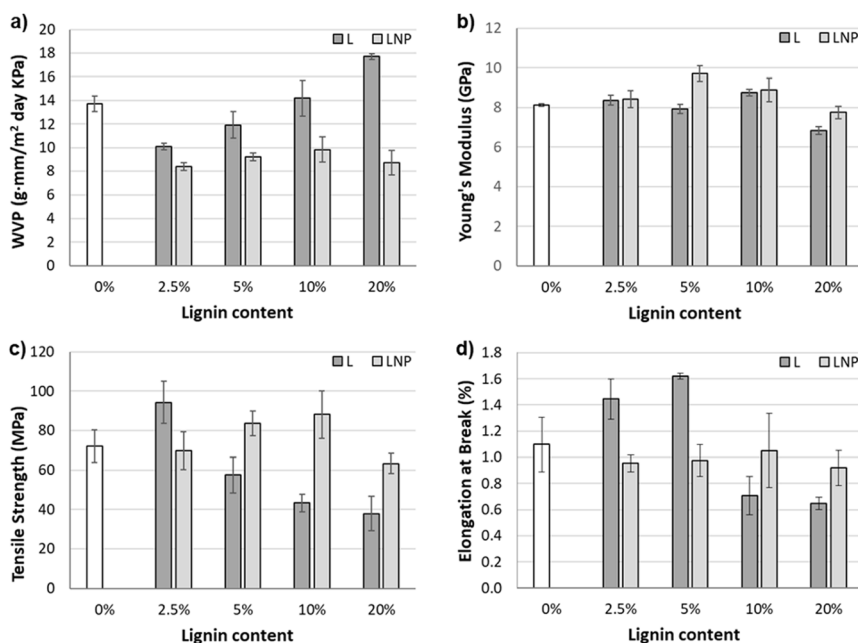 a)
L LNP
18
16
14
12
10
8
6
4
2
0
WVP (g·mm/m² day KPa)
0% 2.5% 5% 10% 20%
Lignin content
b)
L LNP
12
10
8
6
4
2
0
Young's Modulus (GPa)
0% 2.5% 5% 10% 20%
Lignin content
c)
L LNP
120
100
80
60
40
20
0
Tensile Strength (MPa)
0% 2.5% 5% 10% 20%
Lignin content
d)
L LNP
1.8
1.6
1.4
1.2
1.0
0.8
0.6
0.4
0.2
0.0
Elongation at Break (%)
0% 2.5% 5% 10% 20%
Lignin content